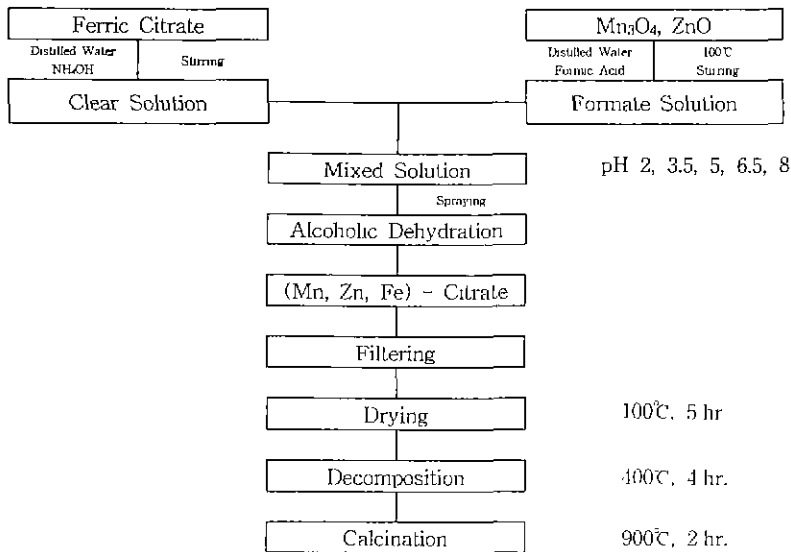 Ferric Citrate
Distilled Water
NH₄OH
Stirring
Clear Solution
Mn₃O₄, ZnO
Distilled Water
Formic Acid
100℃
Stirring
Formate Solution
Mixed Solution
pH 2, 3.5, 5, 6.5, 8
Spraying
Alcoholic Dehydration
(Mn, Zn, Fe) - Citrate
Filtering
Drying
100℃, 5 hr
Decomposition
400℃, 4 hr.
Calcination
900℃, 2 hr.